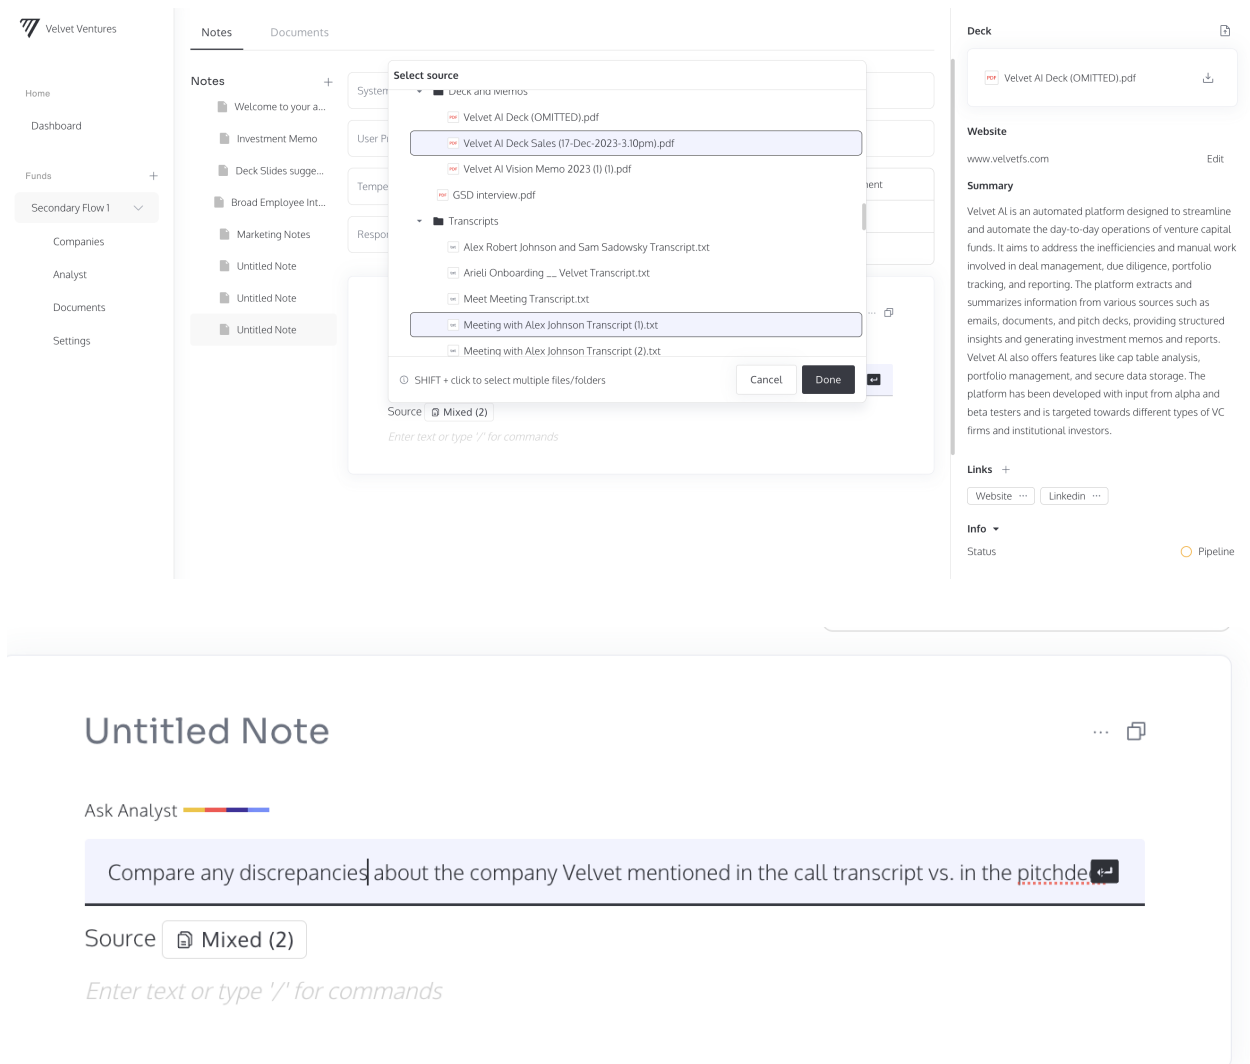 Velvet Ventures
Home
Dashboard
Funds
Secondary Flow 1
Companies
Analyst
Documents
Settings
Notes
Documents
Notes
Welcome to your a...
Investment Memo
Deck Slides sugge...
Broad Employee Int...
Marketing Notes
Untitled Note
Untitled Note
Untitled Note
System
User Pr
Tempe
Respor
ent
Select source
Deck and Memos
Velvet AI Deck (OMITTED).pdf
Velvet AI Deck Sales (17-Dec-2023-3.10pm).pdf
Velvet AI Vision Memo 2023 (1) (1).pdf
GSD interview.pdf
Transcripts
Alex Robert Johnson and Sam Sadowsky Transcript.txt
Arieli Onboarding __ Velvet Transcript.txt
Meet Meeting Transcript.txt
Meeting with Alex Johnson Transcript (1).txt
Meeting with Alex Johnson Transcript (2).txt
SHIFT + click to select multiple files/folders
Cancel
Done
Source Mixed (2)
Enter text or type '/' for commands
Deck
PDF Velvet AI Deck (OMITTED).pdf
Website
www.velvetfs.com Edit
Summary
Velvet AI is an automated platform designed to streamline
and automate the day-to-day operations of venture capital
funds. It aims to address the inefficiencies and manual work
involved in deal management, due diligence, portfolio
tracking, and reporting. The platform extracts and
summarizes information from various sources such as
emails, documents, and pitch decks, providing structured
insights and generating investment memos and reports.
Velvet AI also offers features like cap table analysis,
portfolio management, and secure data storage. The
platform has been developed with input from alpha and
beta testers and is targeted towards different types of VC
firms and institutional investors.
Links
Website ··· Linkedin ···
Info
Status Pipeline
Untitled Note
Ask Analyst
Compare any discrepancies about the company Velvet mentioned in the call transcript vs. in the pitchde
Source Mixed (2)
Enter text or type '/' for commands